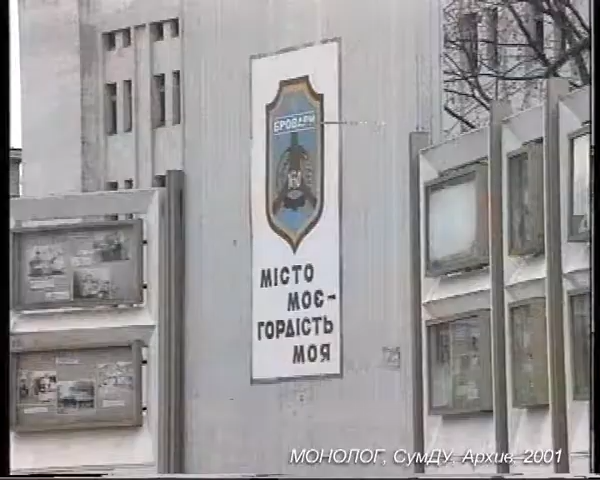 БРОВАРИ
МІСТО
МОЄ-
ГОРДІСТЬ
МОЯ
МОНОЛОГ, СумДУ, Архив, 2001